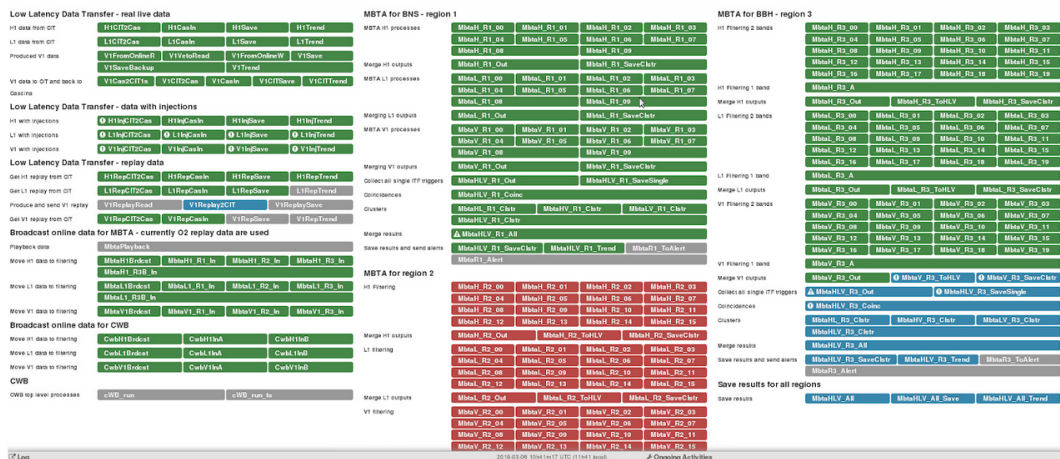 Low Latency Data Transfer - real live data
H1 data from CIT H1CIT2Cas H1CasIn H1Save H1Trend
L1 data from CIT L1CIT2Cas L1CasIn L1Save L1Trend
Produced V1 data V1FromOnlineR V1VetoRead V1FromOnlineW V1Save
V1SaveBackup V1Trend
V1 data to CIT and back to V1Cas2CIT1s V1CIT2Cas V1CasIn V1CITSave V1CITTrend
Cascina
Low Latency Data Transfer - data with injections
H1 with injections H1InjCIT2Cas H1InjCasIn H1InjSave H1InjTrend
L1 with injections L1InjCIT2Cas L1InjCasIn L1InjSave L1InjTrend
V1 with injections V1InjCIT2Cas V1InjCasIn V1InjSave V1InjTrend
Low Latency Data Transfer - replay data
Get H1 replay from CIT H1RepCIT2Cas H1RepCasIn H1RepSave H1RepTrend
Get L1 replay from CIT L1RepCIT2Cas L1RepCasIn L1RepSave L1RepTrend
Produce and send V1 replay V1ReplayRead V1Replay2CIT V1ReplaySave
Get V1 replay from CIT V1RepCIT2Cas V1RepCasIn V1RepSave V1RepTrend
Broadcast online data for MBTA - currently O2 replay data are used
Playback data MbtaPlayback
Move H1 data to filtering MbtaH1Brdcst MbtaH1_R1_In MbtaH1_R2_In MbtaH1_R3_In
MbtaH1_R3B_In
Move L1 data to filtering MbtaL1Brdcst MbtaL1_R1_In MbtaL1_R2_In MbtaL1_R3_In
MbtaL1_R3B_In
Move V1 data to filtering MbtaV1Brdcst MbtaV1_R1_In MbtaV1_R2_In MbtaV1_R3_In
Broadcast online data for CWB
Move H1 data to filtering CwbH1Brdcst CwbH1InA CwbH1InB
Move L1 data to filtering CwbL1Brdcst CwbL1InA CwbL1InB
Move V1 data to filtering CwbV1Brdcst CwbV1InA CwbV1InB
CWB
CWB top level processes cWB_run cWB_run_ts
MBTA for BNS - region 1
MBTA H1 processes MbtaH_R1_00 MbtaH_R1_01 MbtaH_R1_02 MbtaH_R1_03
MbtaH_R1_04 MbtaH_R1_05 MbtaH_R1_06 MbtaH_R1_07
MbtaH_R1_08 MbtaH_R1_09
Merge H1 outputs MbtaH_R1_Out MbtaH_R1_SaveClstr
MBTA L1 processes MbtaL_R1_00 MbtaL_R1_01 MbtaL_R1_02 MbtaL_R1_03
MbtaL_R1_04 MbtaL_R1_05 MbtaL_R1_06 MbtaL_R1_07
MbtaL_R1_08 MbtaL_R1_09
Merging L1 outputs MbtaL_R1_Out MbtaL_R1_SaveClstr
MBTA V1 processes MbtaV_R1_00 MbtaV_R1_01 MbtaV_R1_02 MbtaV_R1_03
MbtaV_R1_04 MbtaV_R1_05 MbtaV_R1_06 MbtaV_R1_07
MbtaV_R1_08 MbtaV_R1_09
Merging V1 outputs MbtaV_R1_Out MbtaV_R1_SaveClstr
Collect all single ITF triggers MbtaHLV_R1_Out MbtaHLV_R1_SaveSingle
Coincidences MbtaHLV_R1_Coinc
Clusters MbtaHL_R1_Clstr MbtaHV_R1_Clstr MbtaLV_R1_Clstr
MbtaHLV_R1_Clstr
Merge results MbtaHLV_R1_All
Save results and send alerts MbtaHLV_R1_SaveClstr MbtaHLV_R1_Trend MbtaR1_ToAlert
MbtaR1_Alert
MBTA for region 2
H1 Filtering MbtaH_R2_00 MbtaH_R2_01 MbtaH_R2_02 MbtaH_R2_03
MbtaH_R2_04 MbtaH_R2_05 MbtaH_R2_06 MbtaH_R2_07
MbtaH_R2_08 MbtaH_R2_09 MbtaH_R2_10 MbtaH_R2_11
MbtaH_R2_12 MbtaH_R2_13 MbtaH_R2_14 MbtaH_R2_15
Merge H1 outputs MbtaH_R2_Out MbtaH_R2_ToHLV MbtaH_R2_SaveClstr
L1 filtering MbtaL_R2_00 MbtaL_R2_01 MbtaL_R2_02 MbtaL_R2_03
MbtaL_R2_04 MbtaL_R2_05 MbtaL_R2_06 MbtaL_R2_07
MbtaL_R2_08 MbtaL_R2_09 MbtaL_R2_10 MbtaL_R2_11
MbtaL_R2_12 MbtaL_R2_13 MbtaL_R2_14 MbtaL_R2_15
Merge L1 outputs MbtaL_R2_Out MbtaL_R2_ToHLV MbtaL_R2_SaveClstr
V1 filtering MbtaV_R2_00 MbtaV_R2_01 MbtaV_R2_02 MbtaV_R2_03
MbtaV_R2_04 MbtaV_R2_05 MbtaV_R2_06 MbtaV_R2_07
MbtaV_R2_08 MbtaV_R2_09 MbtaV_R2_10 MbtaV_R2_11
MbtaV_R2_12 MbtaV_R2_13 MbtaV_R2_14 MbtaV_R2_15
MBTA for BBH - region 3
H1 Filtering 2 bands MbtaH_R3_00 MbtaH_R3_01 MbtaH_R3_02 MbtaH_R3_03
MbtaH_R3_04 MbtaH_R3_05 MbtaH_R3_06 MbtaH_R3_07
MbtaH_R3_08 MbtaH_R3_09 MbtaH_R3_10 MbtaH_R3_11
MbtaH_R3_12 MbtaH_R3_13 MbtaH_R3_14 MbtaH_R3_15
MbtaH_R3_16 MbtaH_R3_17 MbtaH_R3_18 MbtaH_R3_19
H1 Filtering 1 band MbtaH_R3_A
Merge H1 outputs MbtaH_R3_Out MbtaH_R3_ToHLV MbtaH_R3_SaveClstr
L1 Filtering 2 bands MbtaL_R3_00 MbtaL_R3_01 MbtaL_R3_02 MbtaL_R3_03
MbtaL_R3_04 MbtaL_R3_05 MbtaL_R3_06 MbtaL_R3_07
MbtaL_R3_08 MbtaL_R3_09 MbtaL_R3_10 MbtaL_R3_11
MbtaL_R3_12 MbtaL_R3_13 MbtaL_R3_14 MbtaL_R3_15
MbtaL_R3_16 MbtaL_R3_17 MbtaL_R3_18 MbtaL_R3_19
L1 Filtering 1 band MbtaL_R3_A
Merge L1 outputs MbtaL_R3_Out MbtaL_R3_ToHLV MbtaL_R3_SaveClstr
V1 Filtering 2 bands MbtaV_R3_00 MbtaV_R3_01 MbtaV_R3_02 MbtaV_R3_03
MbtaV_R3_04 MbtaV_R3_05 MbtaV_R3_06 MbtaV_R3_07
MbtaV_R3_08 MbtaV_R3_09 MbtaV_R3_10 MbtaV_R3_11
MbtaV_R3_12 MbtaV_R3_13 MbtaV_R3_14 MbtaV_R3_15
MbtaV_R3_16 MbtaV_R3_17 MbtaV_R3_18 MbtaV_R3_19
V1 Filtering 1 band MbtaV_R3_A
Merge V1 outputs MbtaV_R3_Out MbtaV_R3_ToHLV MbtaV_R3_SaveClstr
Collect all single ITF triggers MbtaHLV_R3_Out MbtaHLV_R3_SaveSingle
Coincidences MbtaHLV_R3_Coinc
Clusters MbtaHL_R3_Clstr MbtaHV_R3_Clstr MbtaLV_R3_Clstr
MbtaHLV_R3_Clstr
Merge results MbtaHLV_R3_All
Save results and send alerts MbtaHLV_R3_SaveClstr MbtaHLV_R3_Trend MbtaR3_ToAlert
MbtaR3_Alert
Save results for all regions
Save results MbtaHLV_All MbtaHLV_All_Save MbtaHLV_All_Trend
Log 2019-03-06 10h41m17 UTC (11h41 local) Ongoing Activities